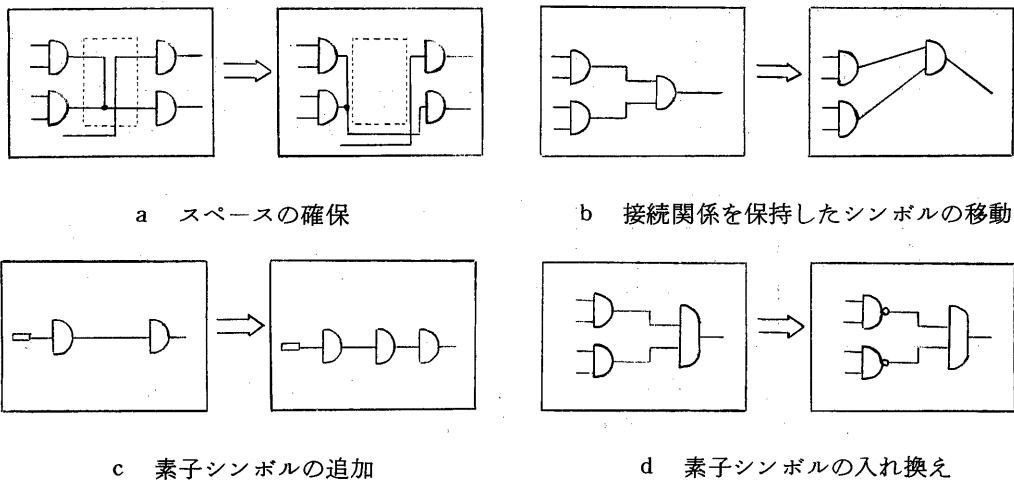 a スペースの確保
b 接続関係を保持したシンボルの移動
c 素子シンボルの追加
d 素子シンボルの入れ換え